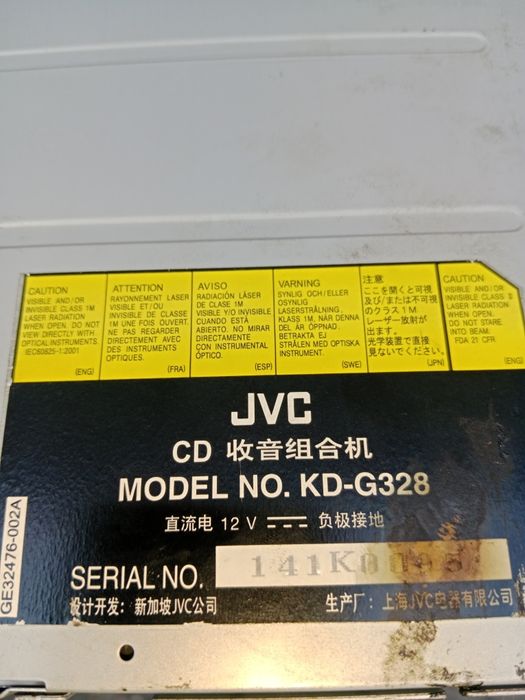 CAUTION
VISIBLE AND/OR
INVISIBLE CLASS 1M
LASER RADIATION
WHEN OPEN. DO NOT
VIEW DIRECTLY WITH
OPTICAL INSTRUMENTS.
IEC60825-1:2001
(ENG)
ATTENTION
RAYONNEMENT LASER
VISIBLE ET/OU
INVISIBLE DE CLASSE
1M UNE FOIS OUVERT.
NE PAS REGARDER
DIRECTEMENT AVEC
DES INSTRUMENTS
OPTIQUES.
(FRA)
AVISO
RADIACIÓN LÁSER
DE CLASE 1M
VISIBLE Y/O INVISIBLE
CUANDO ESTÁ
ABIERTO. NO MIRAR
DIRECTAMENTE
CON INSTRUMENTAL
ÓPTICO.
(ESP)
VARNING
SYNLIG OCH/ELLER
OSYNLIG
LASERSTRÅLNING,
KLASS 1M, NÄR DENNA
DEL ÄR ÖPPNAD.
BETRAKTA EJ
STRÅLEN MED OPTISKA
INSTRUMENT.
(SWE)
注意
ここを開くと可視
及び/または不可視
のクラス1M
レーザー放射が
出ます。
光学装置で直接
見ないでください。
(JPN)
CAUTION
VISIBLE AND/OR
INVISIBLE CLASS II
LASER RADIATION
WHEN OPEN.
DO NOT STARE
INTO BEAM.
FDA 21 CFR
(ENG)
JVC
CD 收音组合机
MODEL NO. KD-G328
直流电 12 V 负极接地
GE32476-002A
SERIAL NO.
设计开发: 新加坡JVC公司
生产厂: 上海JVC电器有限公司